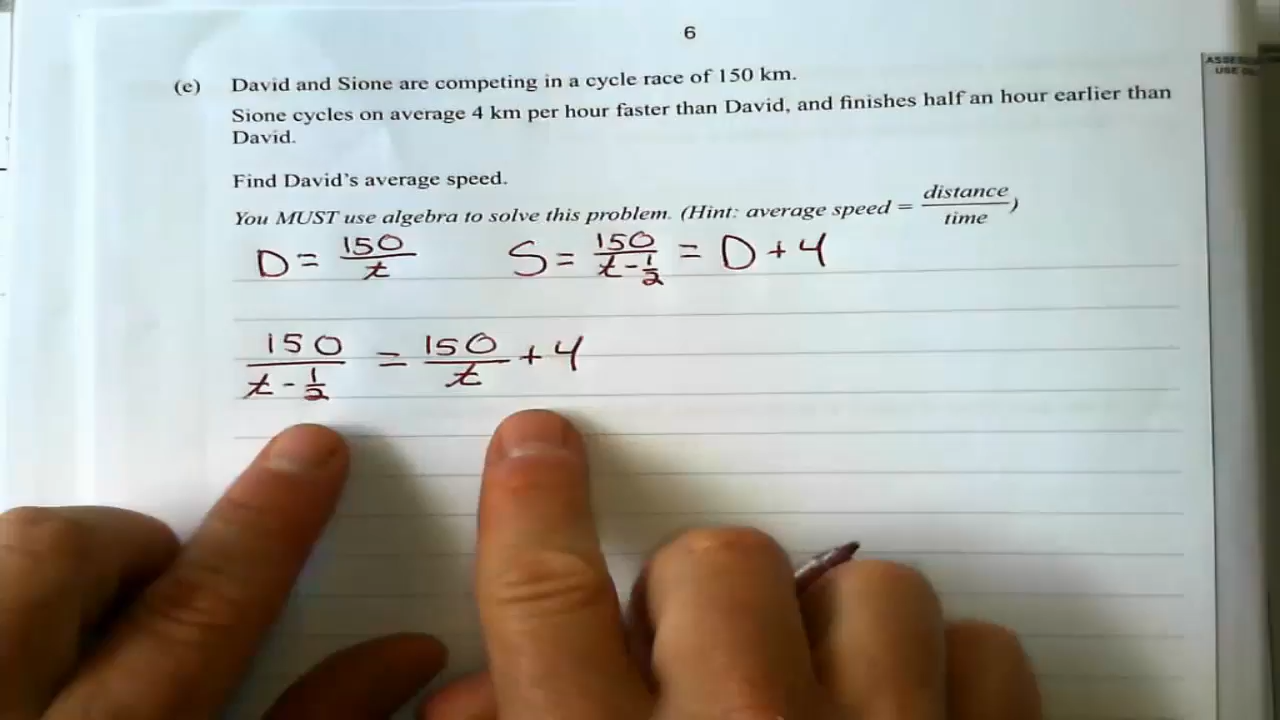 6
(e) David and Sione are competing in a cycle race of 150 km.
Sione cycles on average 4 km per hour faster than David, and finishes half an hour earlier than
David.
Find David's average speed.
You MUST use algebra to solve this problem. (Hint: average speed = distance/time)
D = 150/t   S = 150/(t - 1/2) = D + 4
150/(t - 1/2) = 150/t + 4